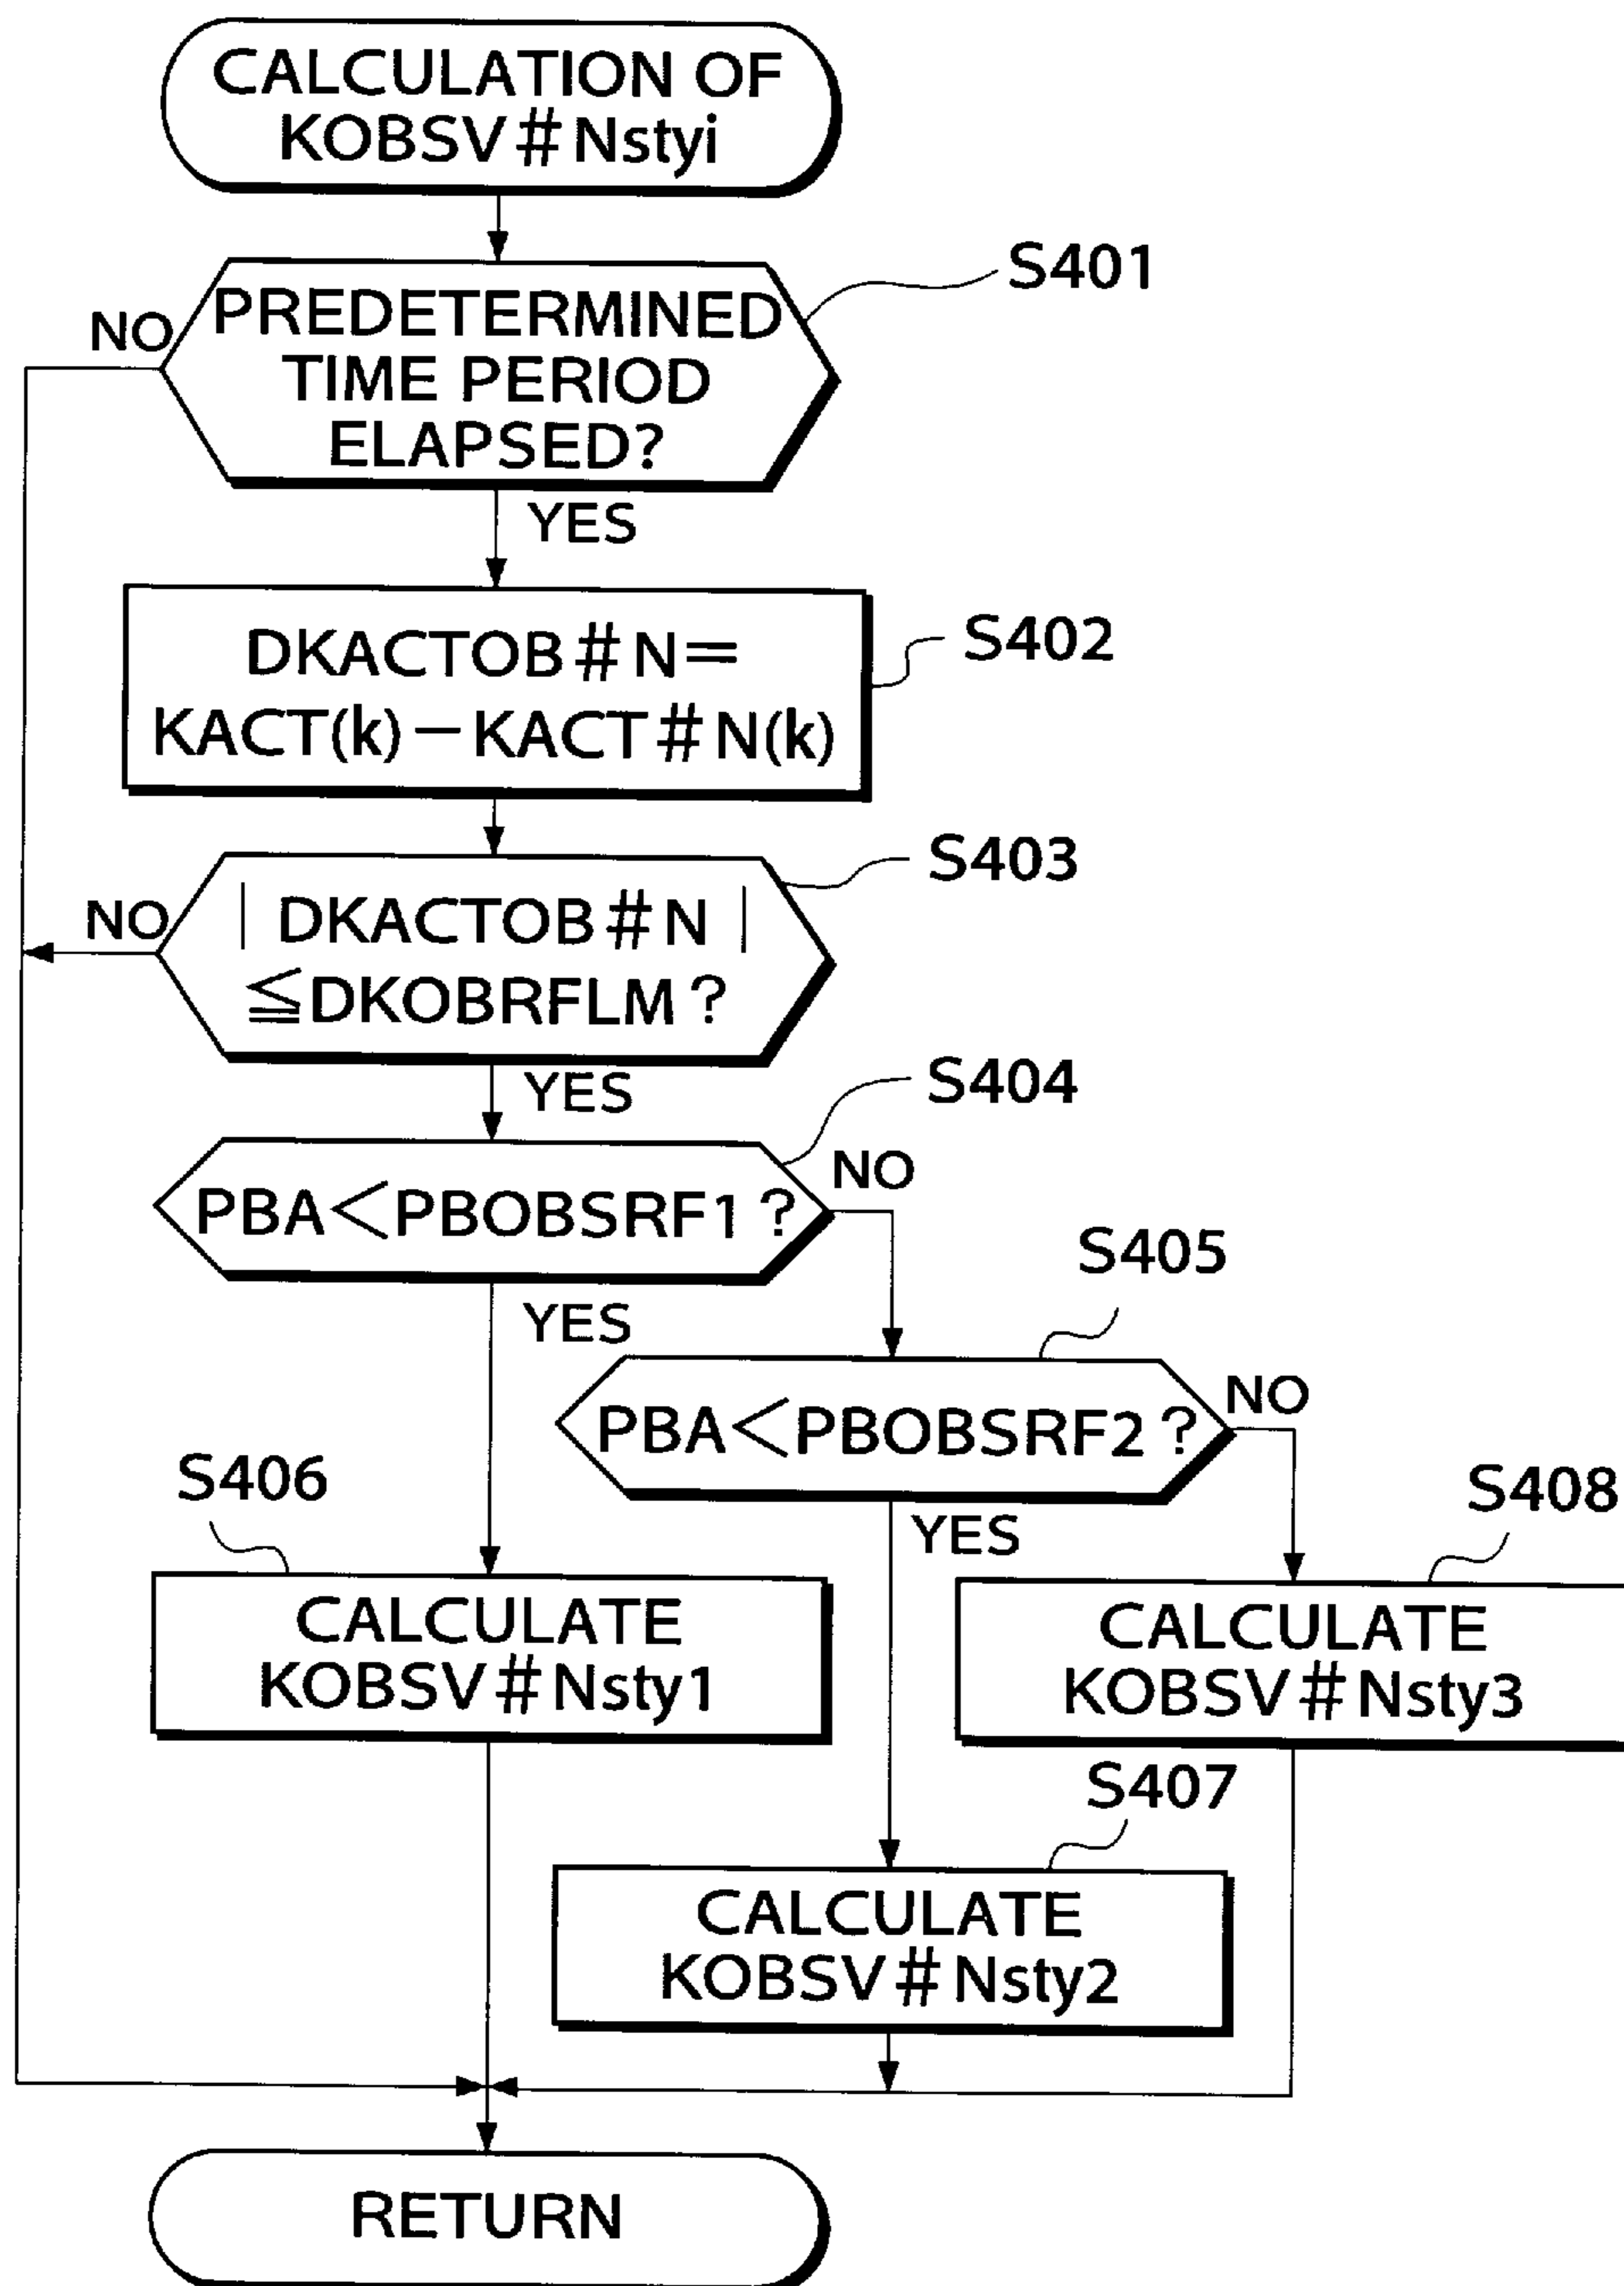 CALCULATION OF
KOBSV#Nstyi
S401
NO
PREDETERMINED
TIME PERIOD
ELAPSED?
YES
S402
DKACTOB#N=
KACT(k)−KACT#N(k)
S403
NO
| DKACTOB#N |
≦DKOBRFLM?
YES
S404
PBA<PBOBSRF1?
NO
YES
S405
PBA<PBOBSRF2?
NO
YES
S406
CALCULATE
KOBSV#Nsty1
S408
CALCULATE
KOBSV#Nsty3
S407
CALCULATE
KOBSV#Nsty2
RETURN